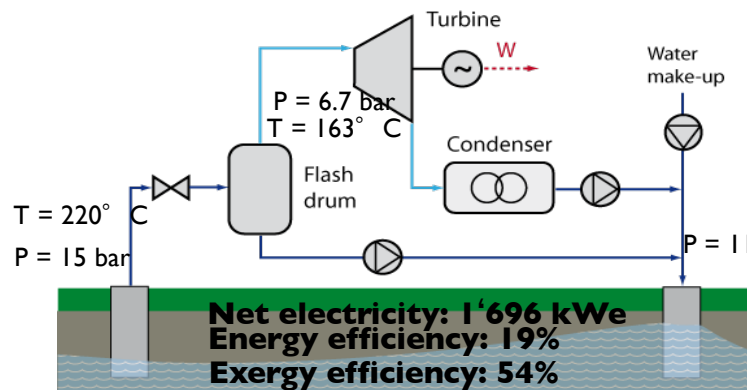 Turbine
W
~
Water
make-up
P = 6.7 bar
T = 163° C
Condenser
Flash
drum
T = 220° C
P = 15 bar
P = 11
Net electricity: 1‘696 kWe
Energy efficiency: 19%
Exergy efficiency: 54%